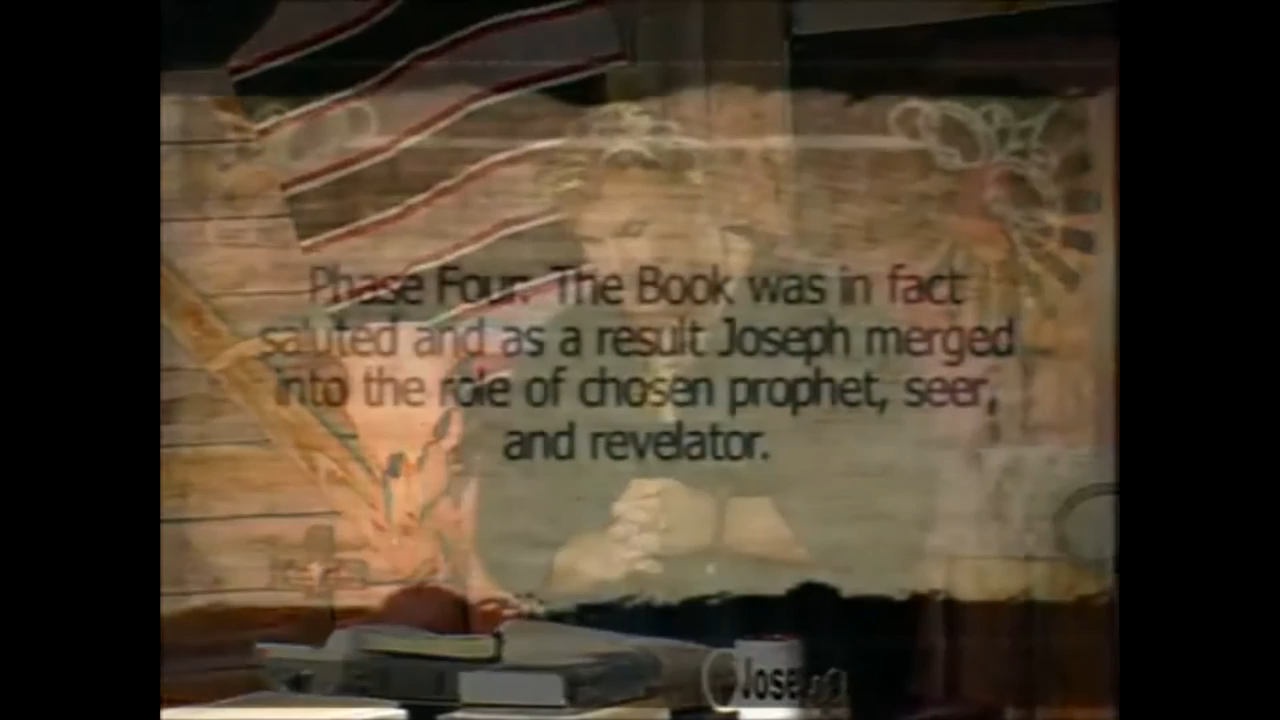 Phase Four: The Book was in fact
saluted and as a result Joseph merged
into the role of chosen prophet, seer,
and revelator.